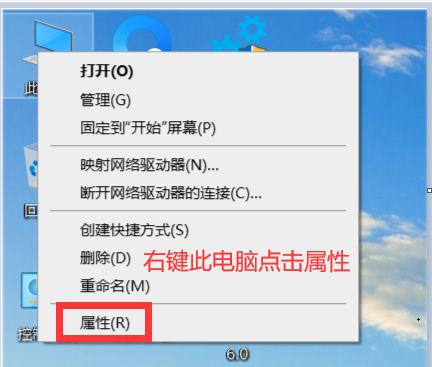 此
打开(O)
管理(G)
固定到"开始"屏幕(P)
映射网络驱动器(N)...
断开网络驱动器的连接(C)...
回
创建快捷方式(S)
删除(D) 右键此电脑点击属性
重命名(M)
属性(R)
控制
6.0